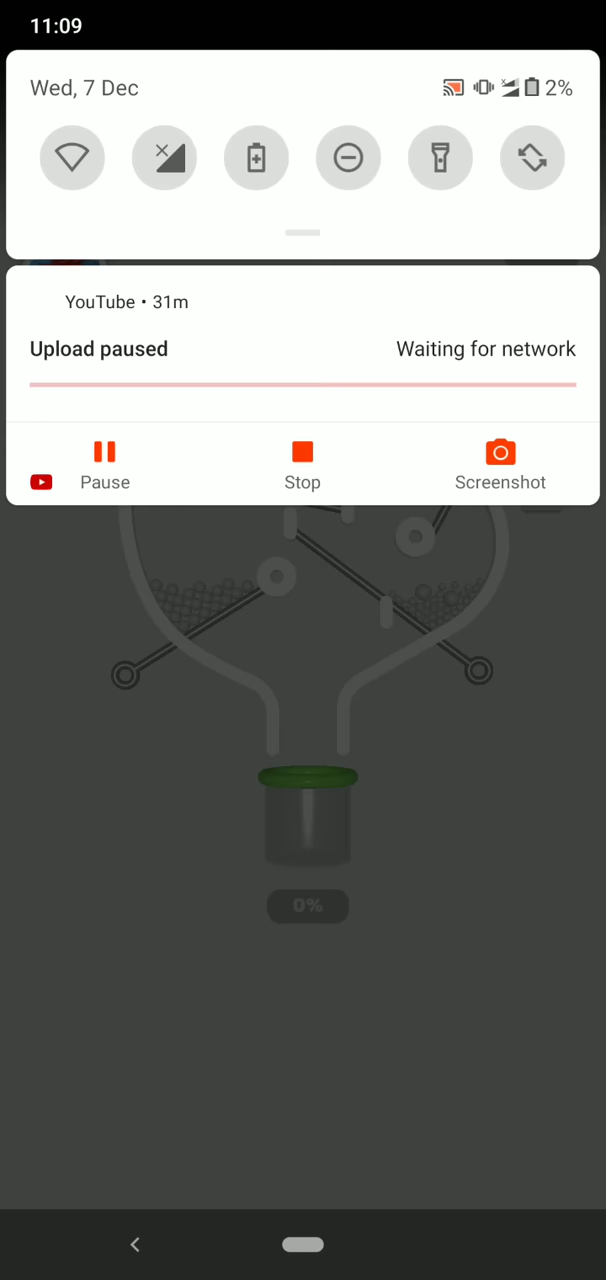 11:09
Wed, 7 Dec
2%
YouTube • 31m
Upload paused
Waiting for network
Pause
Stop
Screenshot
0%